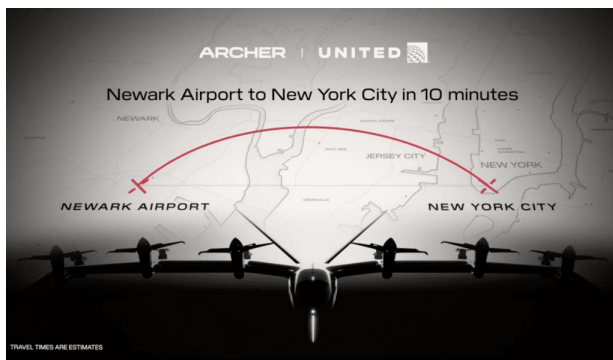 ARCHER | UNITED
Newark Airport to New York City in 10 minutes
NEWARK
JERSEY CITY
NEW YORK
NEWARK AIRPORT
NEW YORK CITY
TRAVEL TIMES ARE ESTIMATES